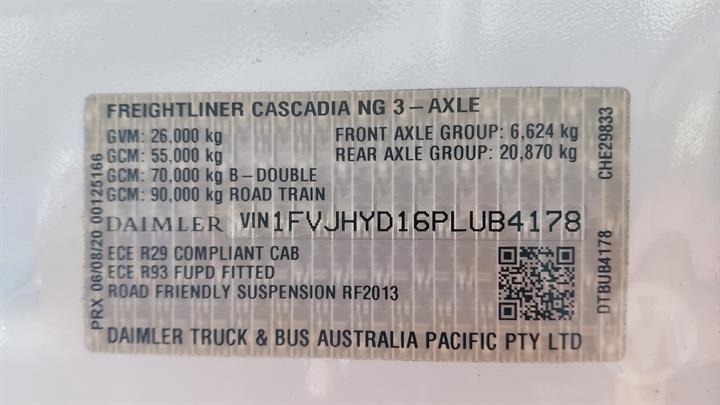 FREIGHTLINER CASCADIA NG 3-AXLE
GVM: 26,000 kg
FRONT AXLE GROUP: 6,624 kg
GCM: 55,000 kg
REAR AXLE GROUP: 20,870 kg
GCM: 70,000 kg B-DOUBLE
GCM: 90,000 kg ROAD TRAIN
DAIMLER VIN 1FVJHYD16PLUB4178
ECE R29 COMPLIANT CAB
ECE R93 FUPD FITTED
ROAD FRIENDLY SUSPENSION RF2013
DAIMLER TRUCK & BUS AUSTRALIA PACIFIC PTY LTD
PRX 06/08/20 00125166
DTBUB4178 CHE29833
M